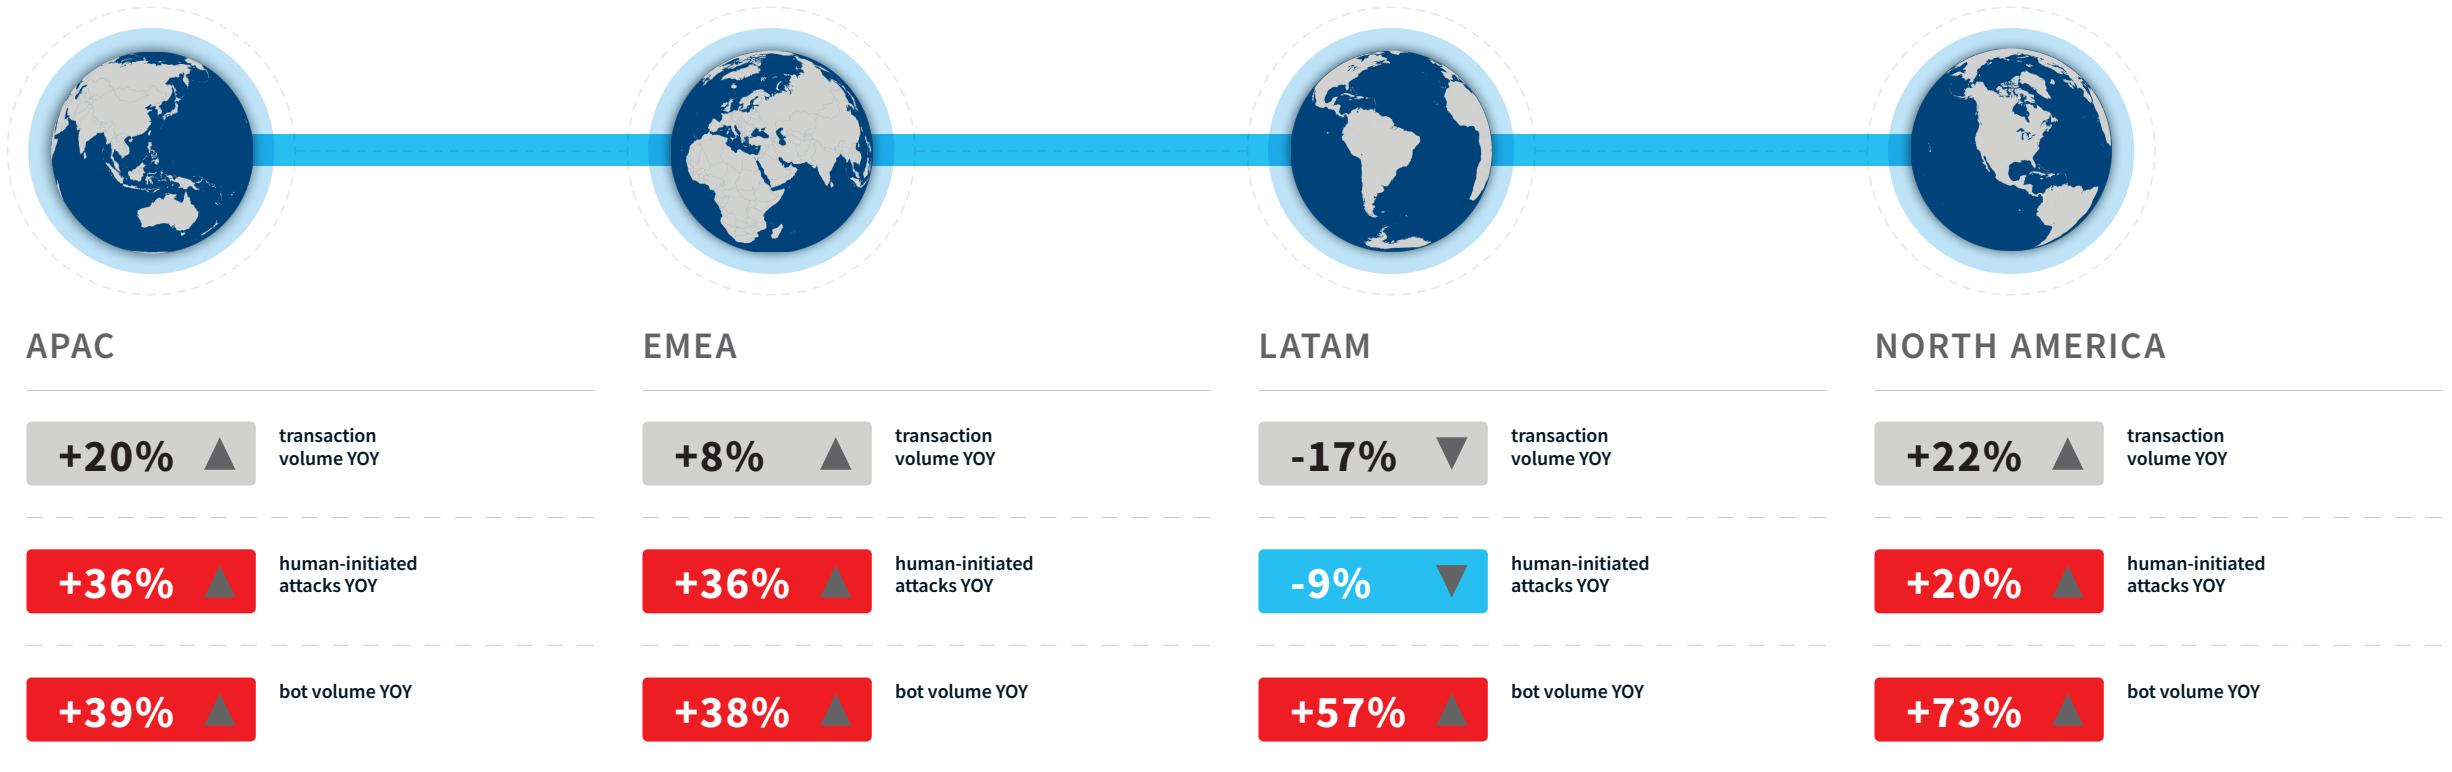 APAC
+20%
transaction
volume YOY
+36%
human-initiated
attacks YOY
+39%
bot volume YOY
EMEA
+8%
transaction
volume YOY
+36%
human-initiated
attacks YOY
+38%
bot volume YOY
LATAM
-17%
transaction
volume YOY
-9%
human-initiated
attacks YOY
+57%
bot volume YOY
NORTH AMERICA
+22%
transaction
volume YOY
+20%
human-initiated
attacks YOY
+73%
bot volume YOY